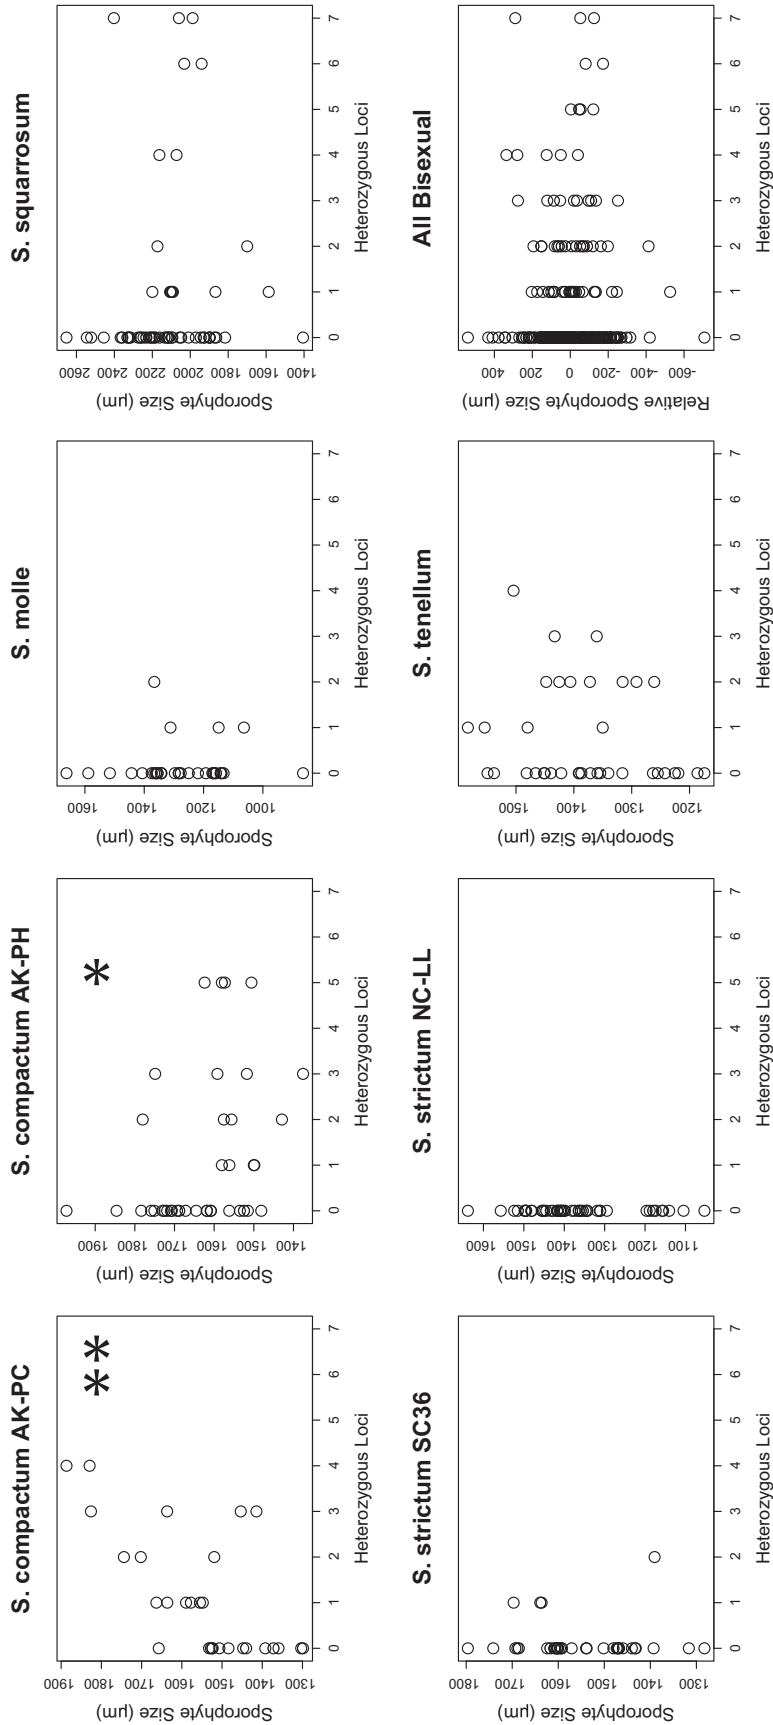 S. compactum AK-PC
Sporophyte Size (µm)
1300 1400 1500 1600 1700 1800 1900
**
0 1 2 3 4 5 6 7
Heterozygous Loci
S. compactum AK-PH
Sporophyte Size (µm)
1400 1500 1600 1700 1800 1900
*
0 1 2 3 4 5 6 7
Heterozygous Loci
S. molle
Sporophyte Size (µm)
1000 1200 1400 1600
0 1 2 3 4 5 6 7
Heterozygous Loci
S. squarrosum
Sporophyte Size (µm)
1400 1600 1800 2000 2200 2400 2600
0 1 2 3 4 5 6 7
Heterozygous Loci
S. strictum SC36
Sporophyte Size (µm)
1400 1500 1600 1700 1800
0 1 2 3 4 5 6 7
Heterozygous Loci
S. strictum NC-LL
Sporophyte Size (µm)
1100 1200 1300 1400 1500 1600
0 1 2 3 4 5 6 7
Heterozygous Loci
S. tenellum
Sporophyte Size (µm)
1200 1300 1400 1500
0 1 2 3 4 5 6 7
Heterozygous Loci
All Bisexual
Relative Sporophyte Size (µm)
-600 -400 -200 0 200 400
0 1 2 3 4 5 6 7
Heterozygous Loci